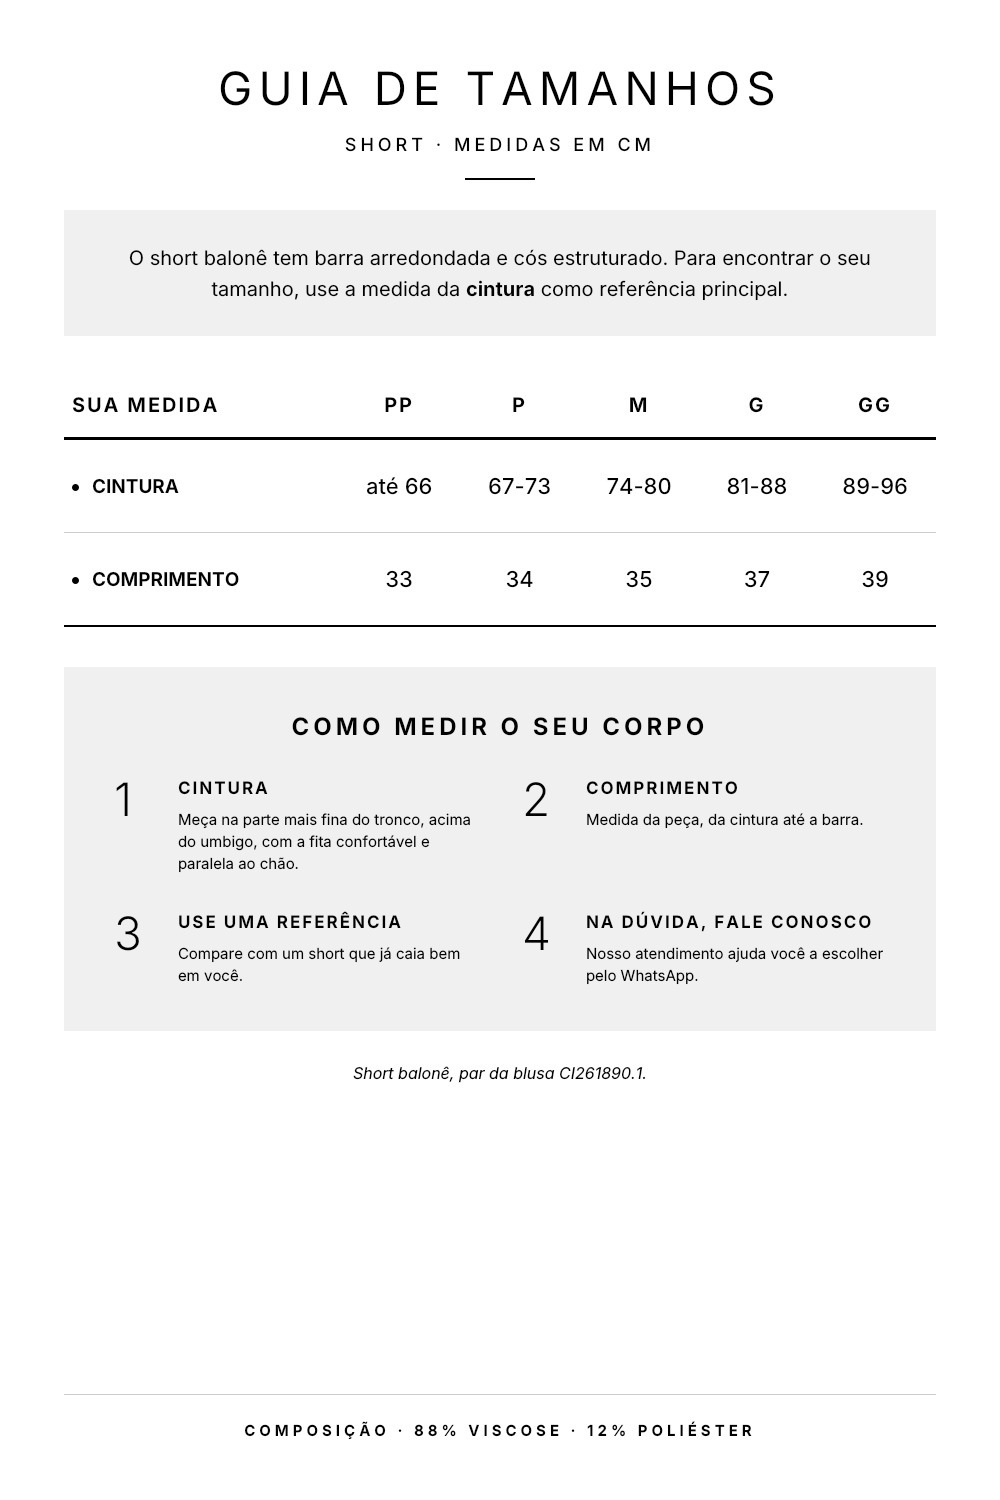 GUIA DE TAMANHOS
SHORT · MEDIDAS EM CM
O short balonê tem barra arredondada e cós estruturado. Para encontrar o seu
tamanho, use a medida da cintura como referência principal.
SUA MEDIDA PP P M G GG
• CINTURA até 66 67-73 74-80 81-88 89-96
• COMPRIMENTO 33 34 35 37 39
COMO MEDIR O SEU CORPO
1 CINTURA
Meça na parte mais fina do tronco, acima
do umbigo, com a fita confortável e
paralela ao chão.
2 COMPRIMENTO
Medida da peça, da cintura até a barra.
3 USE UMA REFERÊNCIA
Compare com um short que já caia bem
em você.
4 NA DÚVIDA, FALE CONOSCO
Nosso atendimento ajuda você a escolher
pelo WhatsApp.
Short balonê, par da blusa CI261890.1.
COMPOSIÇÃO · 88% VISCOSE · 12% POLIÉSTER